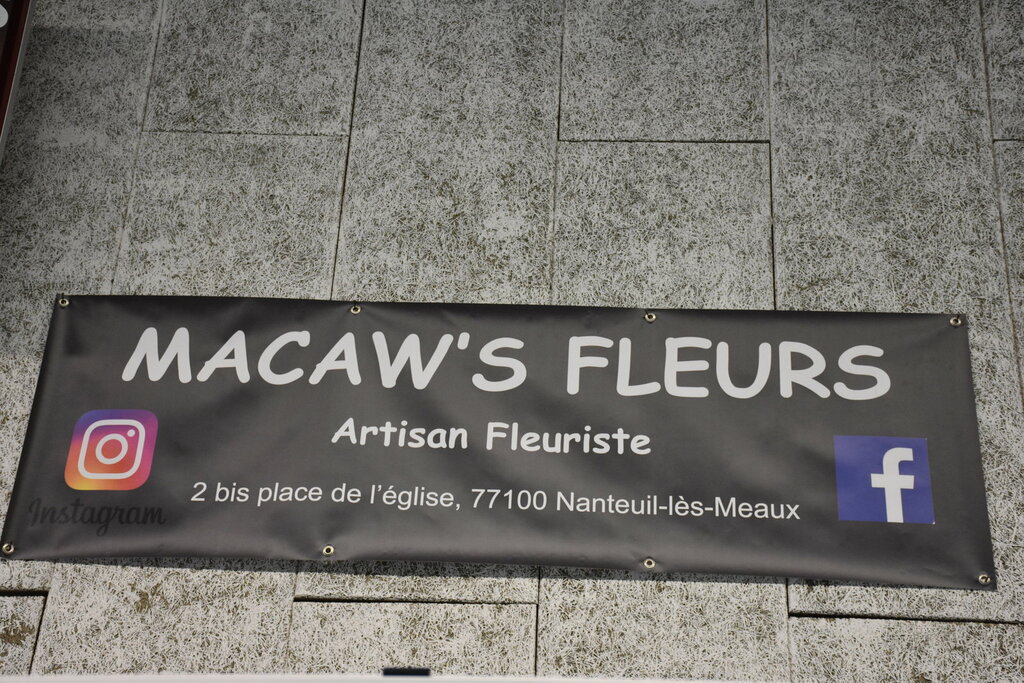 MACAW'S FLEURS
Artisan Fleuriste
2 bis place de l'église, 77100 Nanteuil-lès-Meaux
Instagram
f